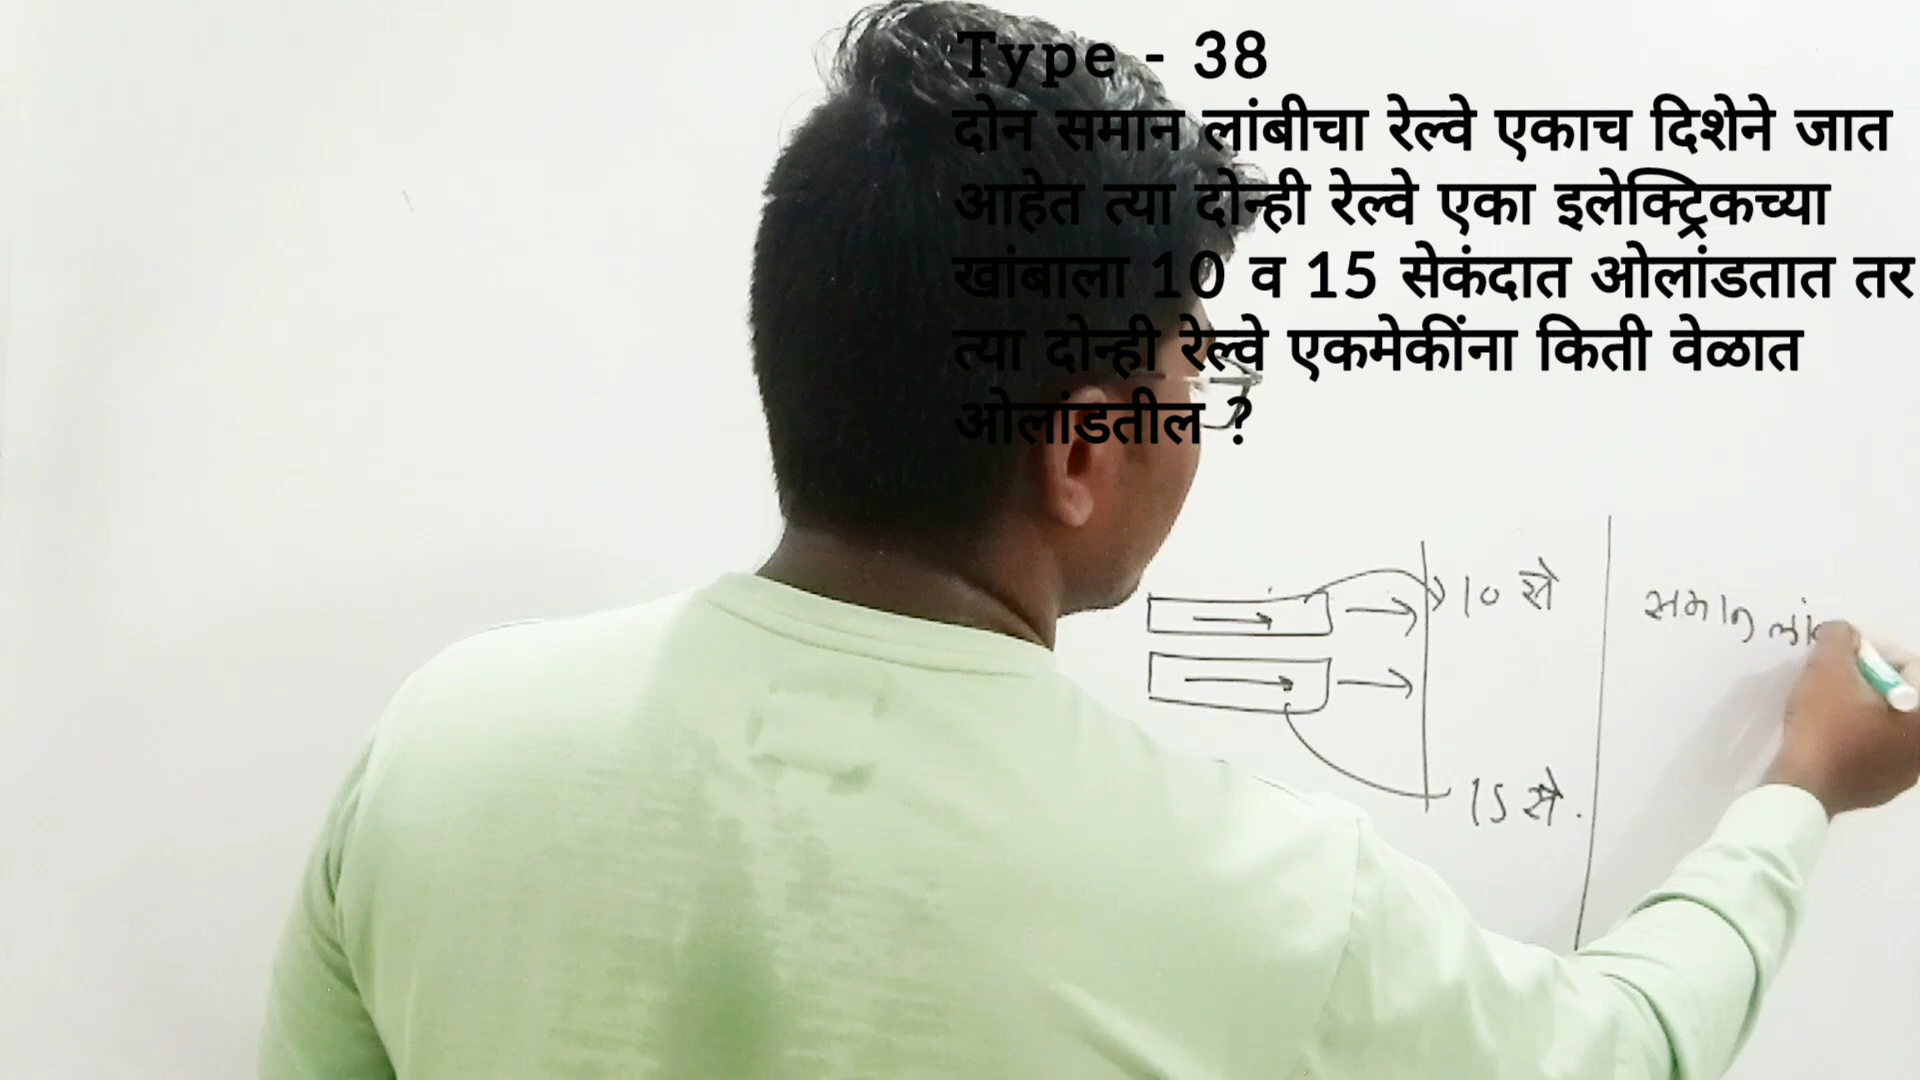 Type - 38
दोन समान लांबीचा रेल्वे एकाच दिशेने जात
आहेत त्या दोन्ही रेल्वे एका इलेक्ट्रिकच्या
खांबाला 10 व 15 सेकंदात ओलांडतात तर
त्या दोन्ही रेल्वे एकमेकींना किती वेळात
ओलांडतील ?
10 से
समान लां
15 से.